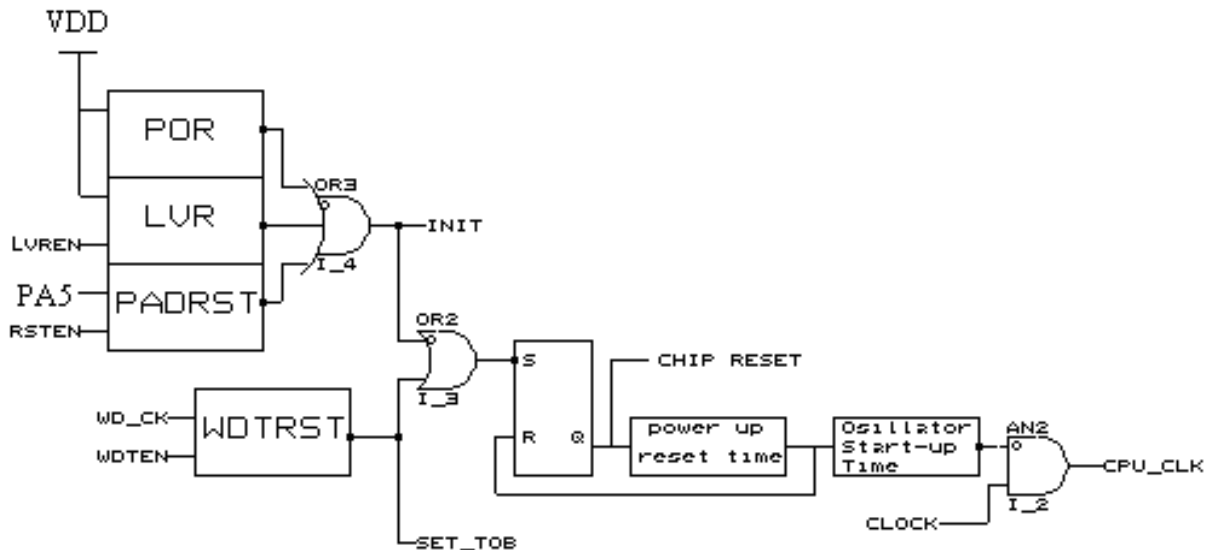 VDD
POR
LVR
LVREN
PA5
PADRST
RSTEN
OR3
I_4
INIT
OR2
I_3
WD_CK
WDTEN
WDTRST
SET_TOB
S
R
Q
CHIP RESET
power up
reset time
Osillator
Start-up
Time
AN2
I_2
CLOCK
CPU_CLK